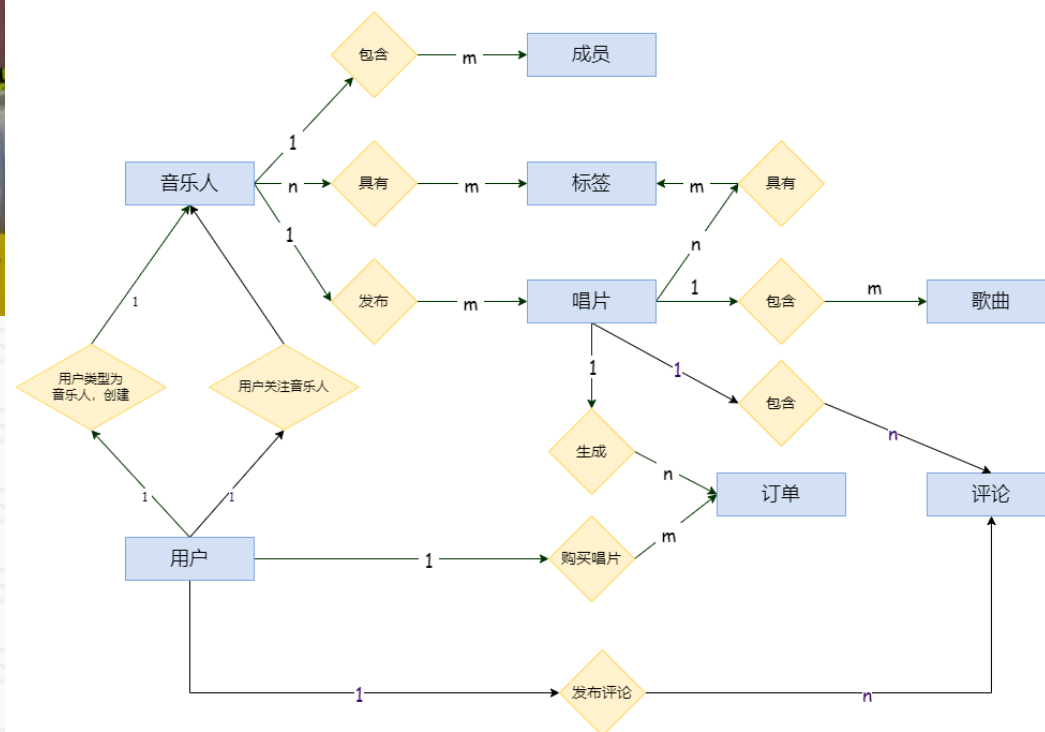 包含
m
成员
1
音乐人
n
具有
m
标签
m
具有
1
n
发布
m
唱片
1
包含
m
歌曲
1
用户类型为
音乐人，创建
用户关注音乐人
1
1
包含
生成
n
n
订单
评论
1
1
m
用户
1
购买唱片
1
发布评论
n